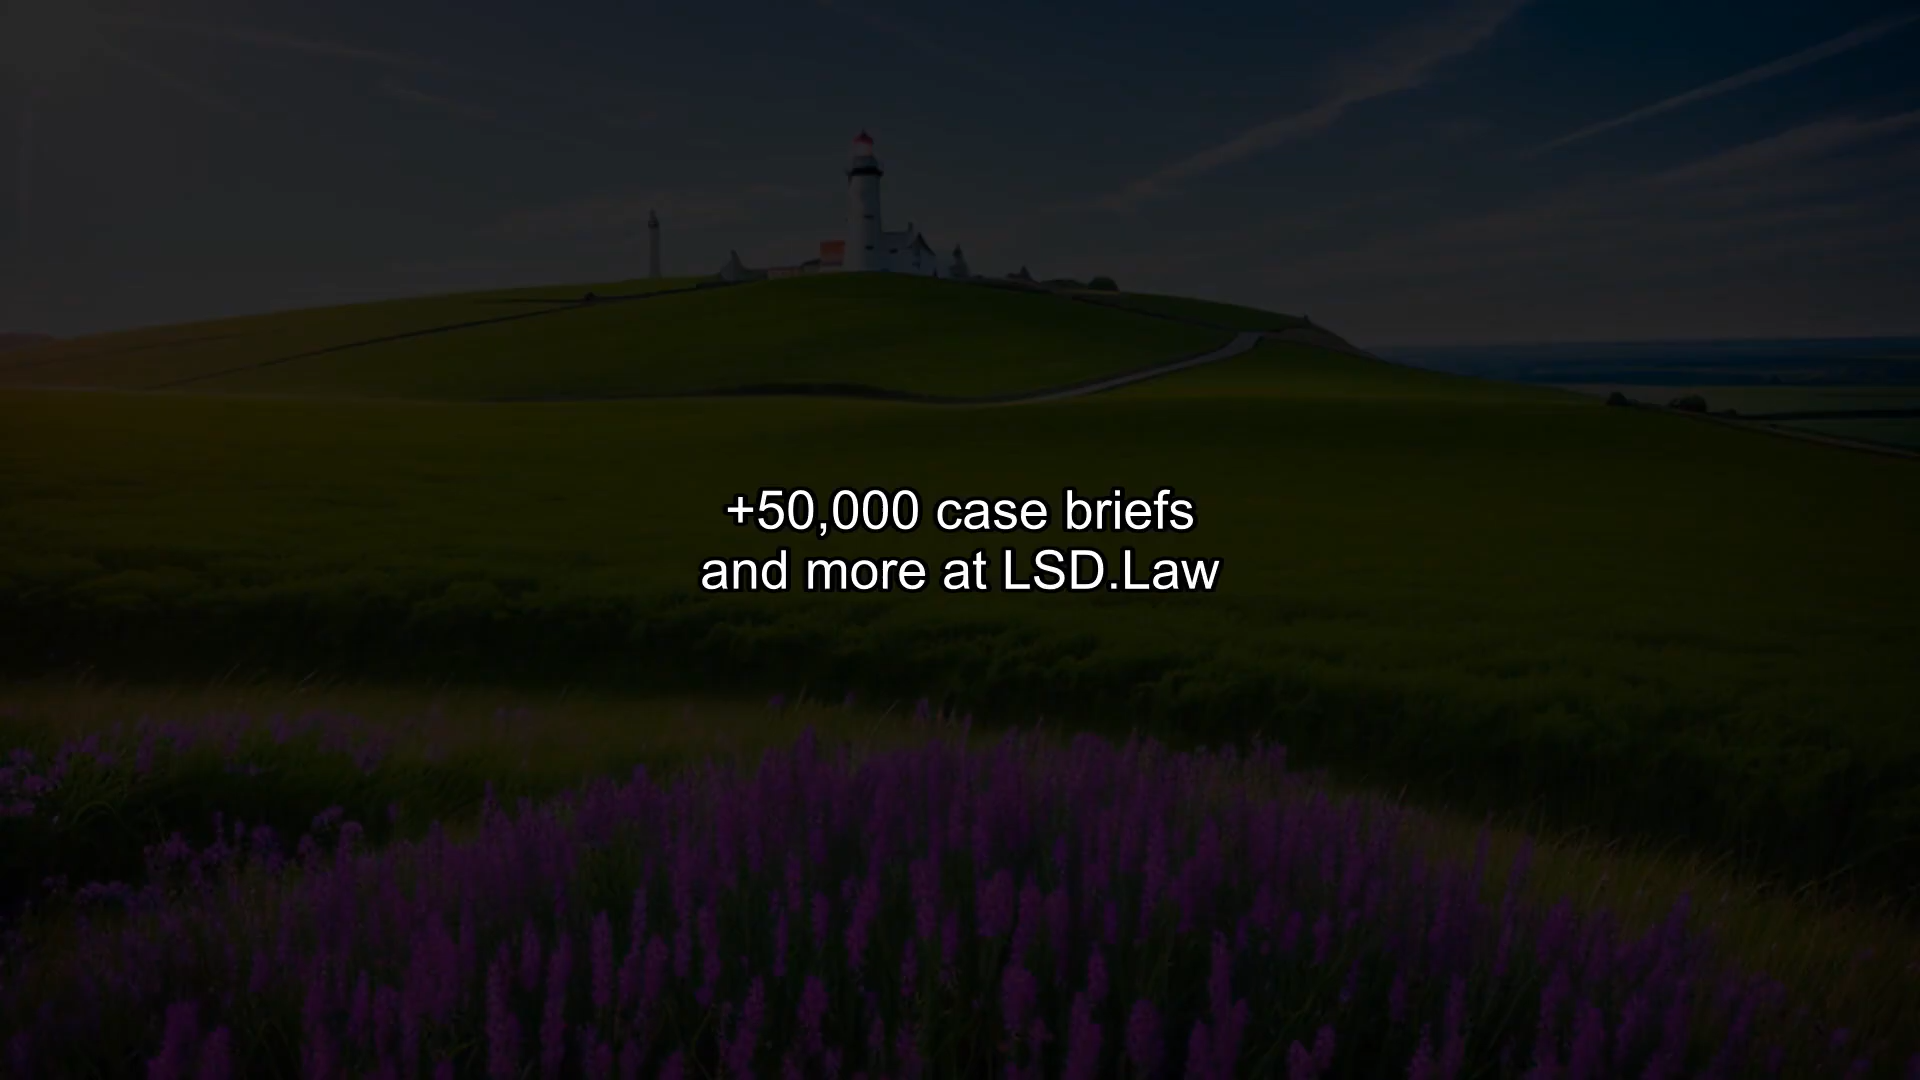 +50,000 case briefs
and more at LSD.Law